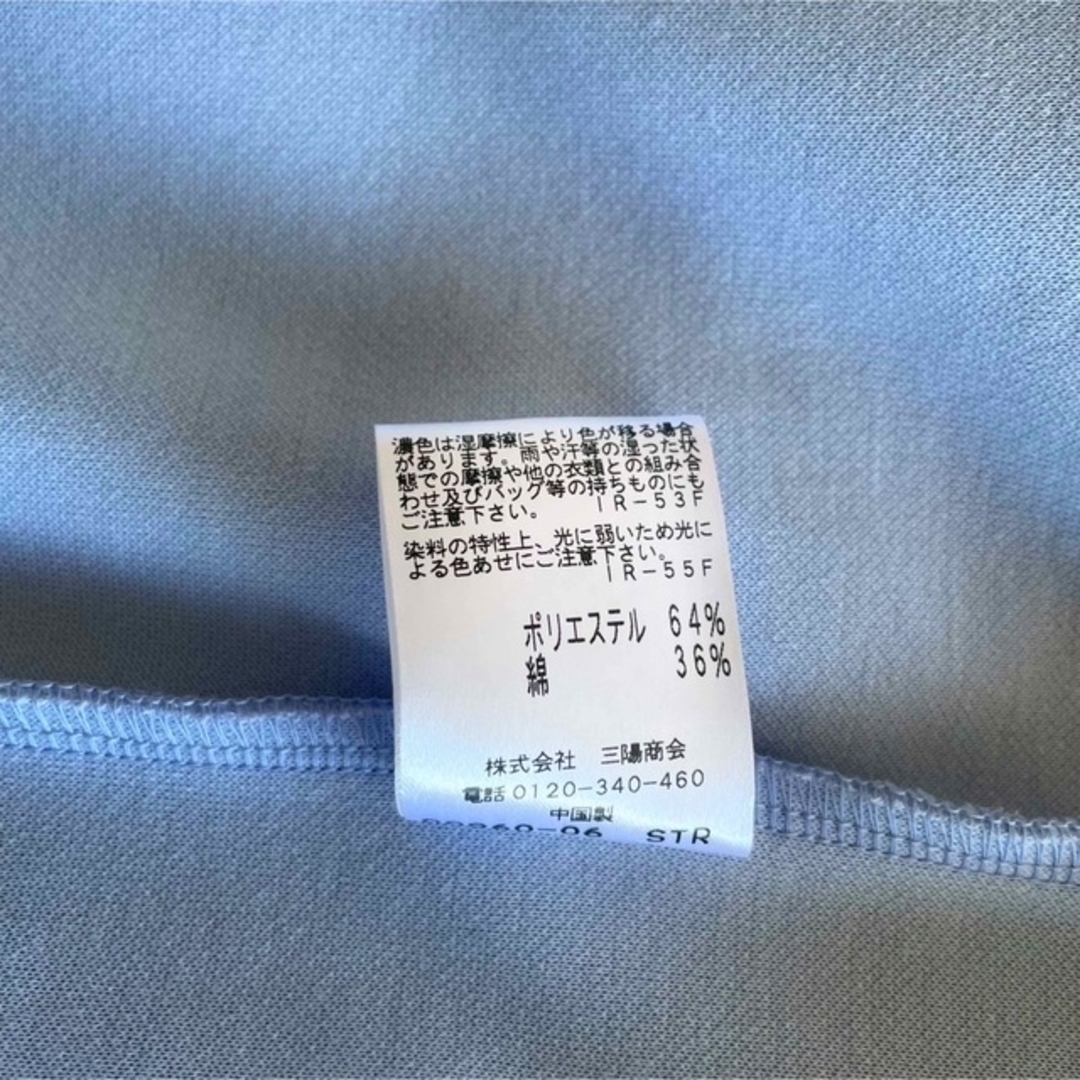 濃色は湿摩擦により色が移る場合
があります。雨や汗等の湿った状
態での摩擦や他の衣類との組み合
わせ及びバッグ等の持ちものにも
ご注意下さい。 IR-53F
染料の特性上、光に弱いため光に
よる色あせにご注意下さい。
IR-55F
ポリエステル 64%
綿 36%
株式会社 三陽商会
電話0120-340-460
中国製
STR